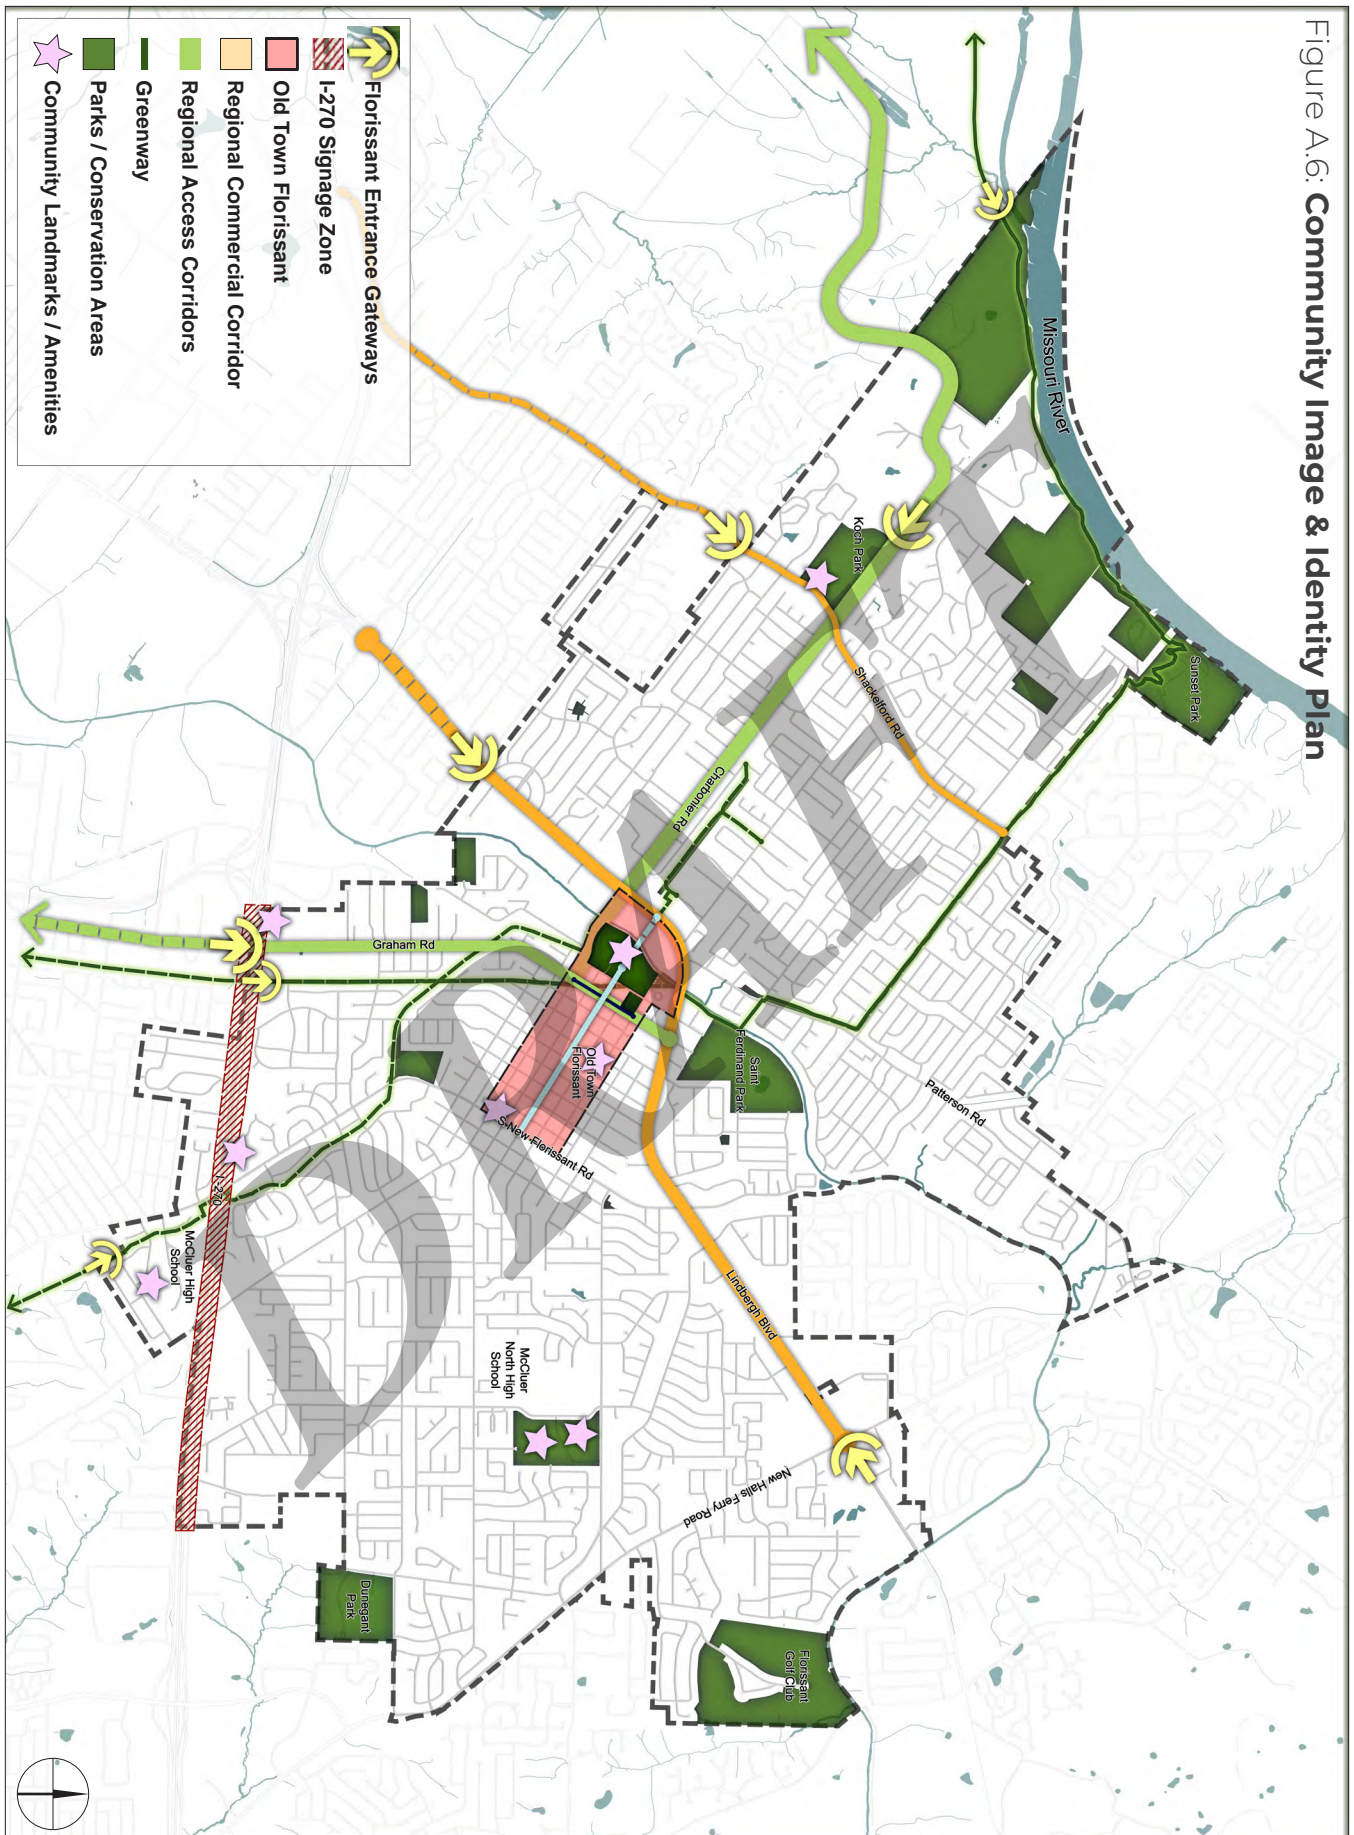 Figure A.6: Community Image & Identity Plan
Missouri River
Sunset Park
Koch Park
Shackelford Rd
Charbonier Rd
Patterson Rd
Saint
Ferdinand Park
Old Town
Florissant
S New Florissant Rd
Graham Rd
Lindbergh Blvd
New Halls Ferry Road
McCluer
North High
School
McCluer High
School
I-270
Dunegant
Park
Florissant
Golf Club
DRAFT
Florissant Entrance Gateways
I-270 Signage Zone
Old Town Florissant
Regional Commercial Corridor
Regional Access Corridors
Greenway
Parks / Conservation Areas
Community Landmarks / Amenities